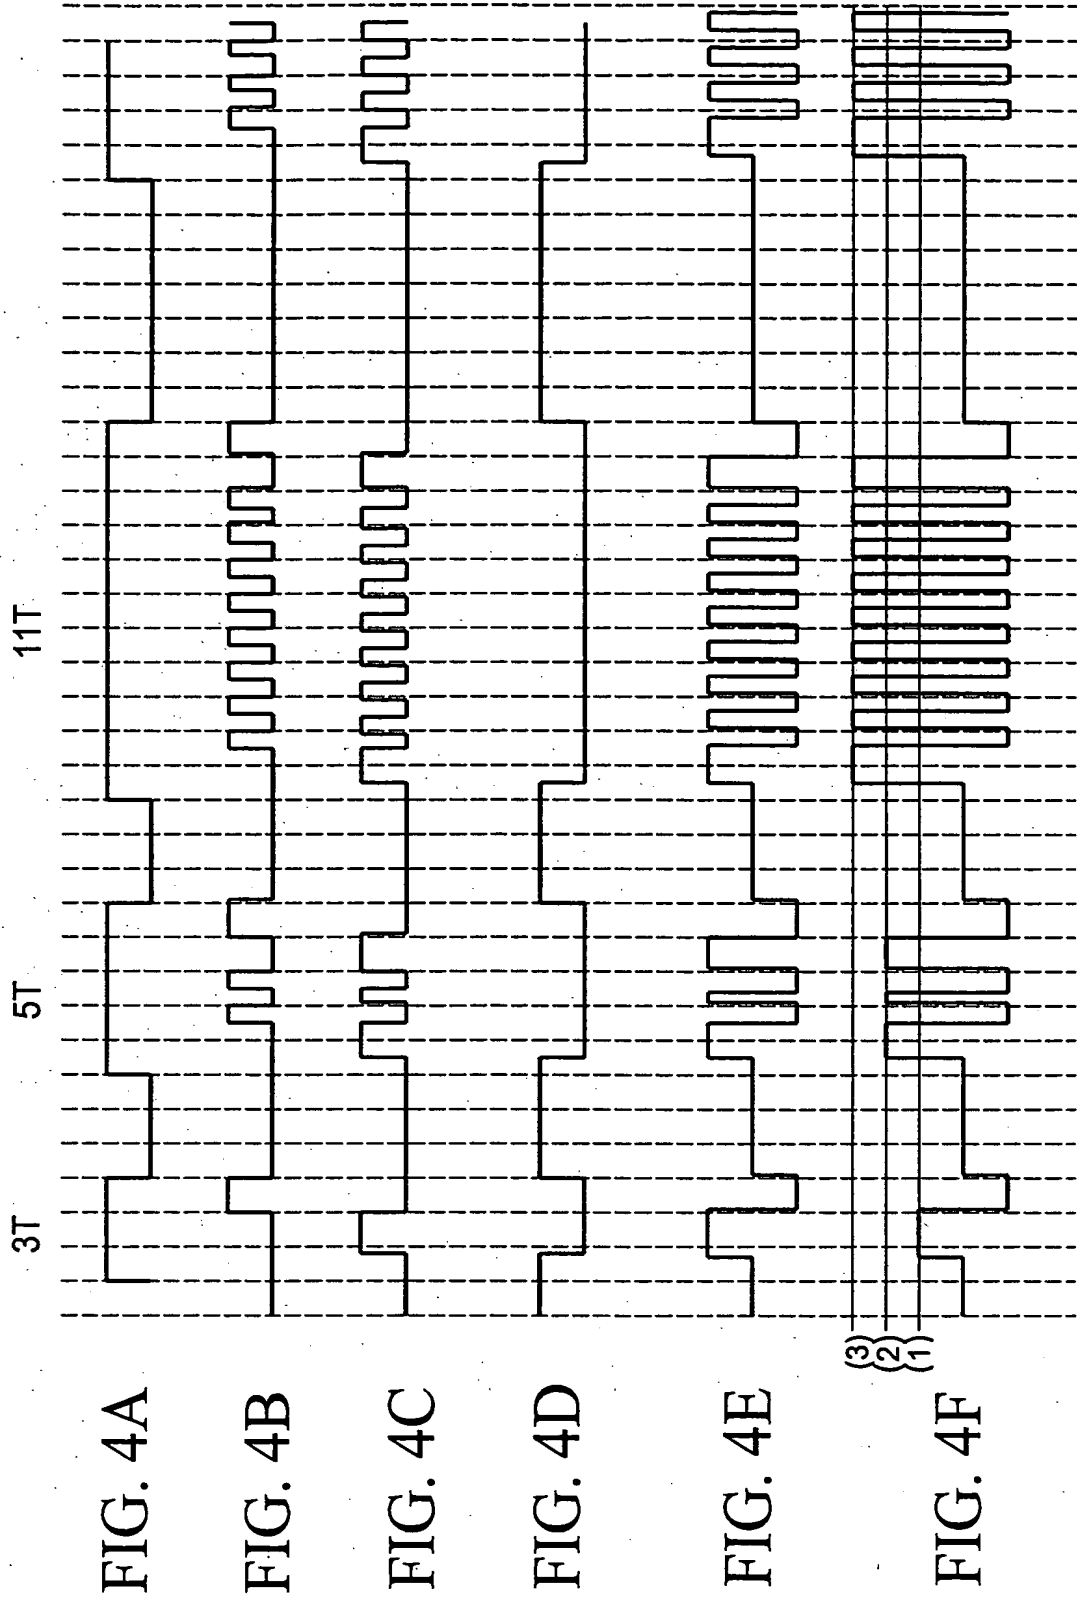 3T 5T 11T
FIG. 4A
FIG. 4B
FIG. 4C
FIG. 4D
FIG. 4E
(3)
(2)
(1)
FIG. 4F